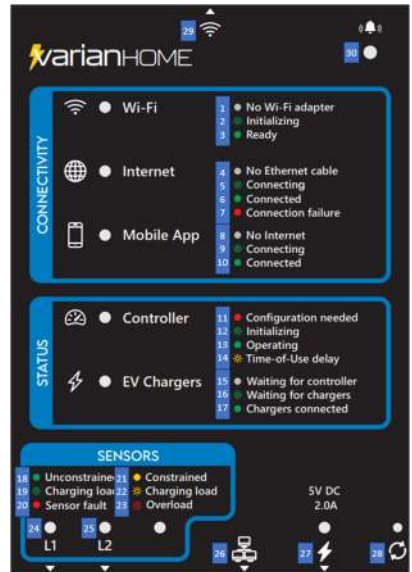 29
varianHOME
30
CONNECTIVITY
Wi-Fi
1 No Wi-Fi adapter
2 Initializing
3 Ready
Internet
4 No Ethernet cable
5 Connecting
6 Connected
7 Connection failure
Mobile App
8 No Internet
9 Connecting
10 Connected
STATUS
Controller
11 Configuration needed
12 Initializing
13 Operating
14 Time-of-Use delay
EV Chargers
15 Waiting for controller
16 Waiting for chargers
17 Chargers connected
SENSORS
18 Unconstraine 21 Constrained
19 Charging loa 22 Charging load
20 Sensor fault 23 Overload
5V DC
2.0A
24 25
L1 L2
26 27 28